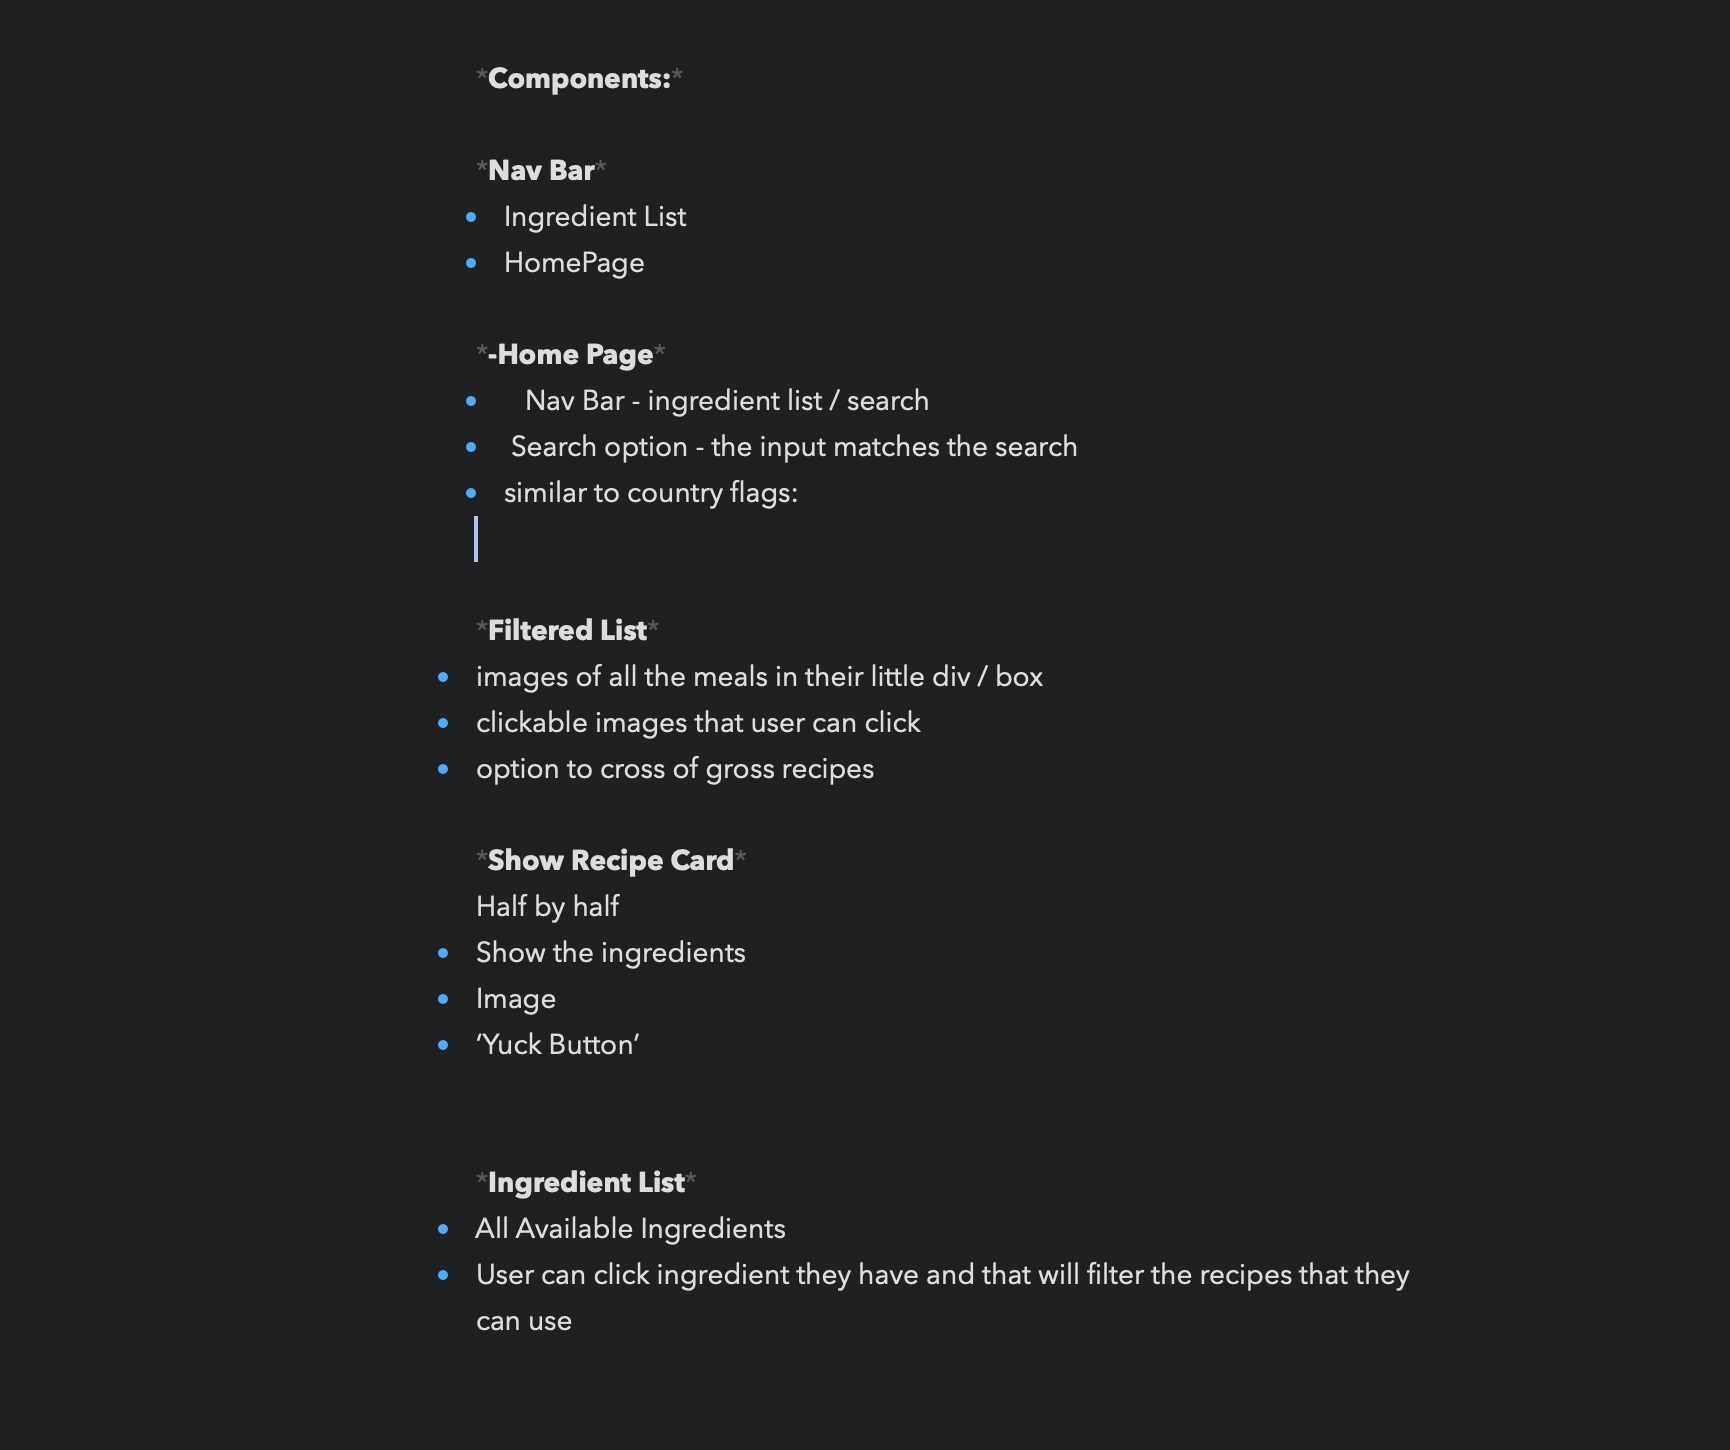 *Components:*
*Nav Bar*
• Ingredient List
• HomePage
*-Home Page*
• Nav Bar - ingredient list / search
• Search option - the input matches the search
• similar to country flags:
*Filtered List*
• images of all the meals in their little div / box
• clickable images that user can click
• option to cross of gross recipes
*Show Recipe Card*
Half by half
• Show the ingredients
• Image
• ‘Yuck Button’
*Ingredient List*
• All Available Ingredients
• User can click ingredient they have and that will filter the recipes that they
can use